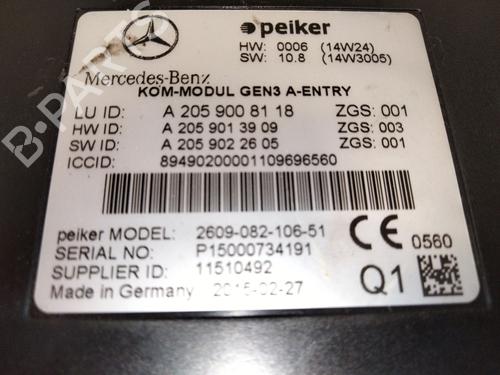 peiker
HW: 0006 (14W24)
SW: 10.8 (14W3005)
Mercedes-Benz
KOM-MODUL GEN3 A-ENTRY
LU ID: A 205 900 81 18 ZGS: 001
HW ID: A 205 901 39 09 ZGS: 003
SW ID: A 205 902 26 05 ZGS: 001
ICCID: 89490200001109696560
peiker MODEL: 2609-082-106-51
SERIAL NO: P15000734191
SUPPLIER ID: 11510492
Made in Germany 2015-02-27
CE 0560
Q1
B-PARTS